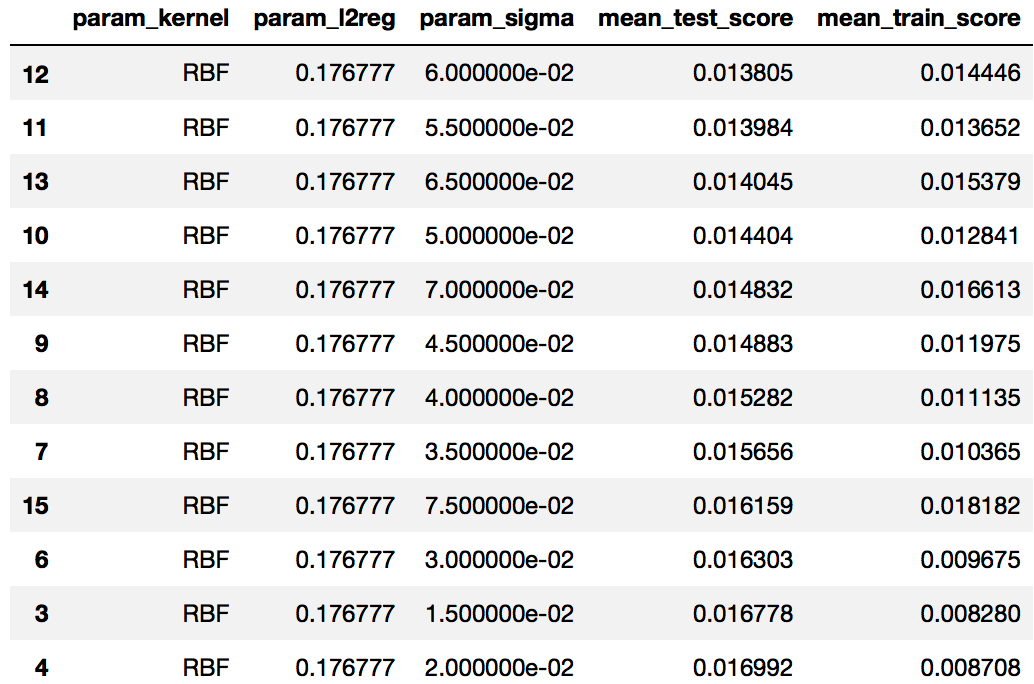 param_kernel param_l2reg param_sigma mean_test_score mean_train_score
12 RBF 0.176777 6.000000e-02 0.013805 0.014446
11 RBF 0.176777 5.500000e-02 0.013984 0.013652
13 RBF 0.176777 6.500000e-02 0.014045 0.015379
10 RBF 0.176777 5.000000e-02 0.014404 0.012841
14 RBF 0.176777 7.000000e-02 0.014832 0.016613
9 RBF 0.176777 4.500000e-02 0.014883 0.011975
8 RBF 0.176777 4.000000e-02 0.015282 0.011135
7 RBF 0.176777 3.500000e-02 0.015656 0.010365
15 RBF 0.176777 7.500000e-02 0.016159 0.018182
6 RBF 0.176777 3.000000e-02 0.016303 0.009675
3 RBF 0.176777 1.500000e-02 0.016778 0.008280
4 RBF 0.176777 2.000000e-02 0.016992 0.008708